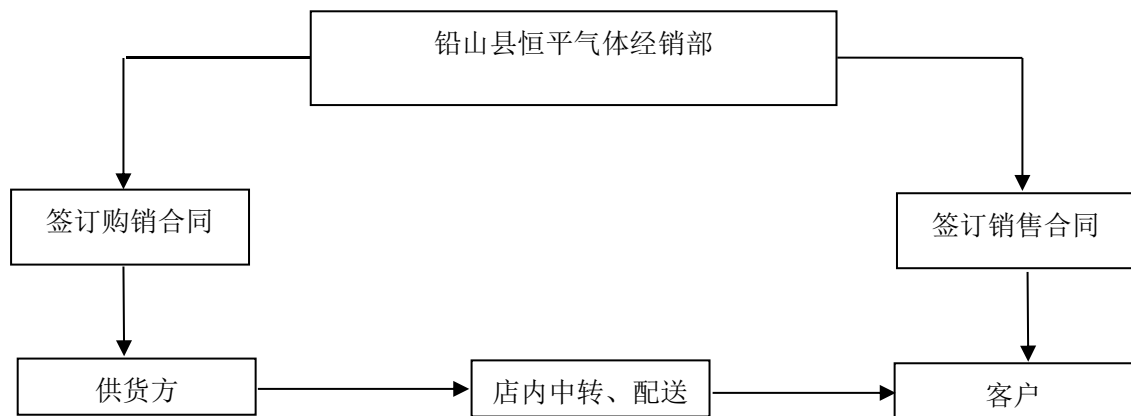 铅山县恒平气体经销部
签订购销合同
签订销售合同
供货方
店内中转、配送
客户